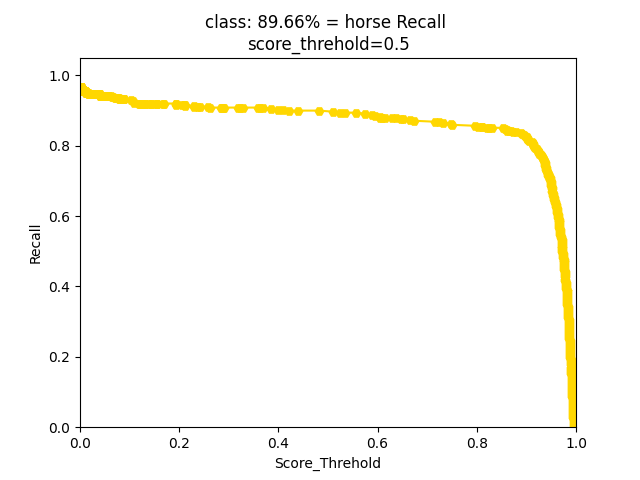 class: 89.66% = horse Recall
score_threhold=0.5
1.0
0.8
0.6
0.4
0.2
0.0
Recall
0.0 0.2 0.4 0.6 0.8 1.0
Score_Threhold